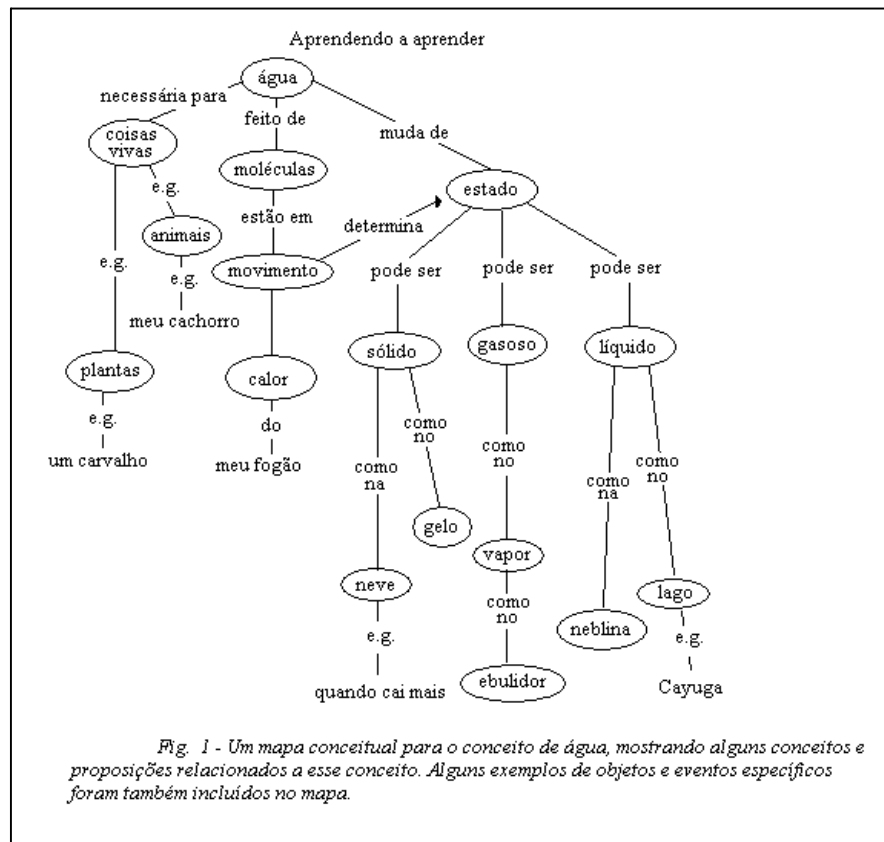 Aprendendo a aprender
água
necessária para
feito de
muda de
coisas
vivas
moléculas
estado
e.g.
estão em
determina
animais
e.g.
movimento
pode ser
pode ser
pode ser
e.g.
meu cachorro
sólido
gasoso
líquido
plantas
calor
e.g.
do
como
no
como
no
um carvalho
meu fogão
como
na
como
na
como
no
gelo
vapor
neve
como
no
lago
neblina
e.g.
e.g.
quando cai mais
ebulidor
Cayuga
Fig. 1 - Um mapa conceitual para o conceito de água, mostrando alguns conceitos e
proposições relacionados a esse conceito. Alguns exemplos de objetos e eventos específicos
foram também incluídos no mapa.